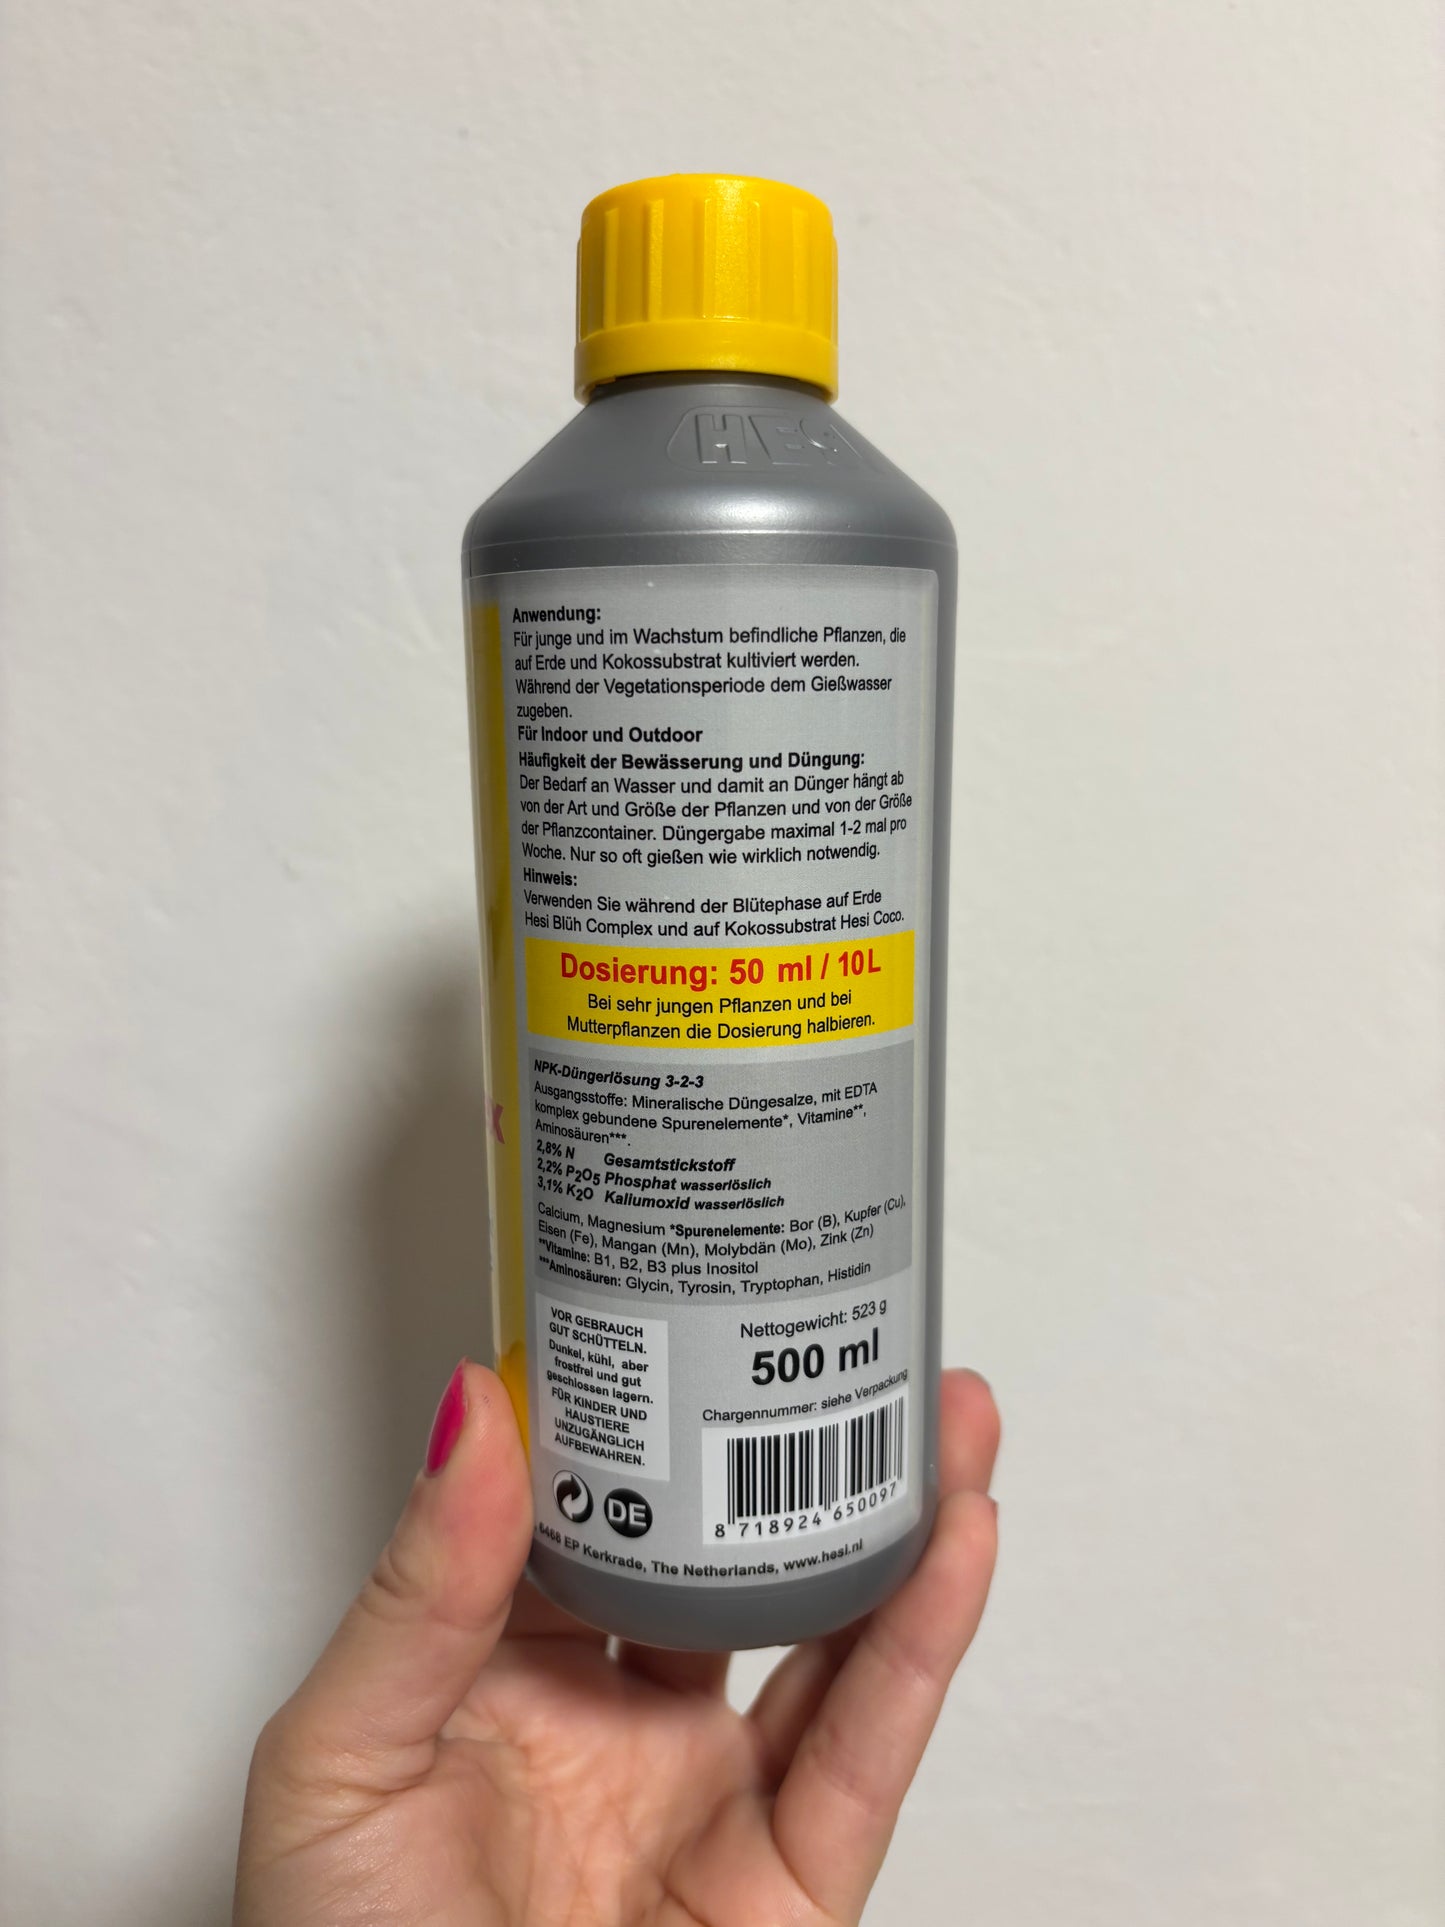 HESI
Anwendung:
Für junge und im Wachstum befindliche Pflanzen, die
auf Erde und Kokossubstrat kultiviert werden.
Während der Vegetationsperiode dem Gießwasser
zugeben.
Für Indoor und Outdoor
Häufigkeit der Bewässerung und Düngung:
Der Bedarf an Wasser und damit an Dünger hängt ab
von der Art und Größe der Pflanzen und von der Größe
der Pflanzcontainer. Düngergabe maximal 1-2 mal pro
Woche. Nur so oft gießen wie wirklich notwendig.
Hinweis:
Verwenden Sie während der Blütephase auf Erde
Hesi Blüh Complex und auf Kokossubstrat Hesi Coco.
Dosierung: 50 ml / 10L
Bei sehr jungen Pflanzen und bei
Mutterpflanzen die Dosierung halbieren.
NPK-Düngerlösung 3-2-3
Ausgangsstoffe: Mineralische Düngesalze, mit EDTA
komplex gebundene Spurenelemente*, Vitamine**,
Aminosäuren***.
2,8% N Gesamtstickstoff
2,2% P2O5 Phosphat wasserlöslich
3,1% K2O Kaliumoxid wasserlöslich
Calcium, Magnesium *Spurenelemente: Bor (B), Kupfer (Cu),
Eisen (Fe), Mangan (Mn), Molybdän (Mo), Zink (Zn)
**Vitamine: B1, B2, B3 plus Inositol
***Aminosäuren: Glycin, Tyrosin, Tryptophan, Histidin
VOR GEBRAUCH
GUT SCHÜTTELN.
Dunkel, kühl, aber
frostfrei und gut
geschlossen lagern.
FÜR KINDER UND
HAUSTIERE
UNZUGÄNGLICH
AUFBEWAHREN.
Nettogewicht: 523 g
500 ml
Chargennummer: siehe Verpackung
8 718924 650097
DE
, 6468 EP Kerkrade, The Netherlands, www.hesi.nl